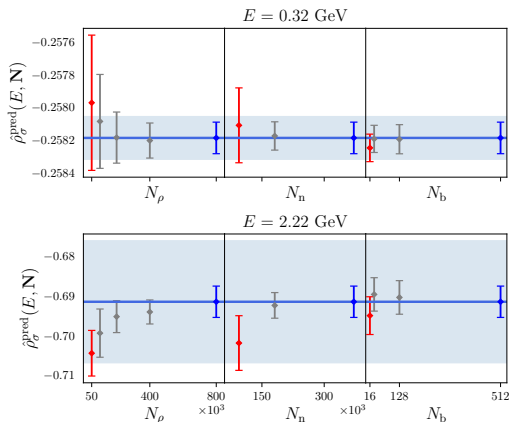 E = 0.32 GeV
−0.2576
−0.2578
−0.2580
−0.2582
−0.2584
ρ̂σ^pred(E, N)
Nρ
Nn
Nb
E = 2.22 GeV
−0.68
−0.69
−0.70
−0.71
ρ̂σ^pred(E, N)
50 400 800 150 300 16 128 512
×10³ ×10³
Nρ Nn Nb